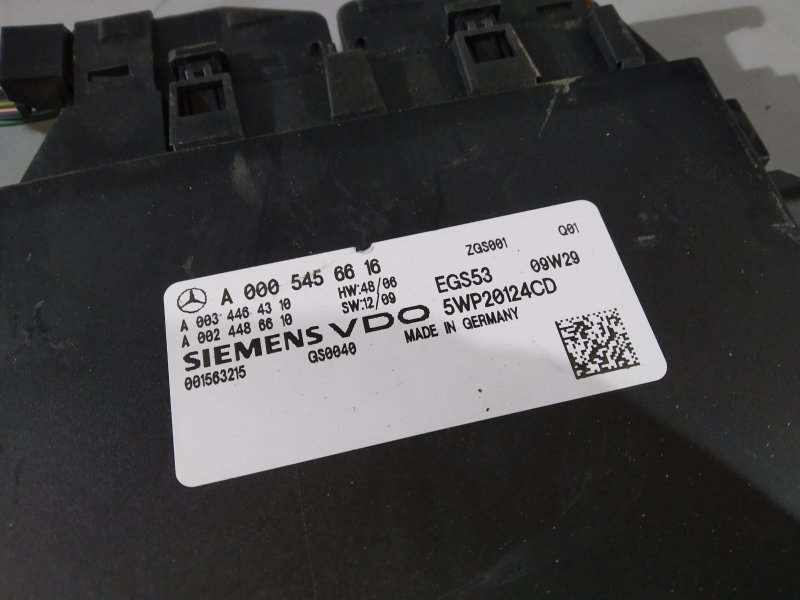 ZGS001 Q01
A 000 545 66 16 HW:48/06 EGS53 09W29
A 003 446 43 10 SW:12/09 5WP20124CD
A 002 448 66 10
SIEMENS VDO MADE IN GERMANY
001563215 GS0040